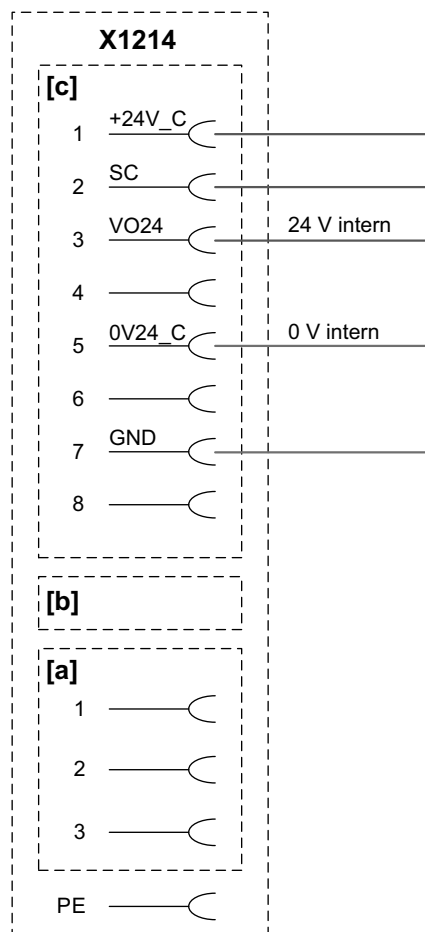 X1214
[c]
1 +24V_C
2 SC
3 VO24 24 V intern
4
5 0V24_C 0 V intern
6
7 GND
8
[b]
[a]
1
2
3
PE